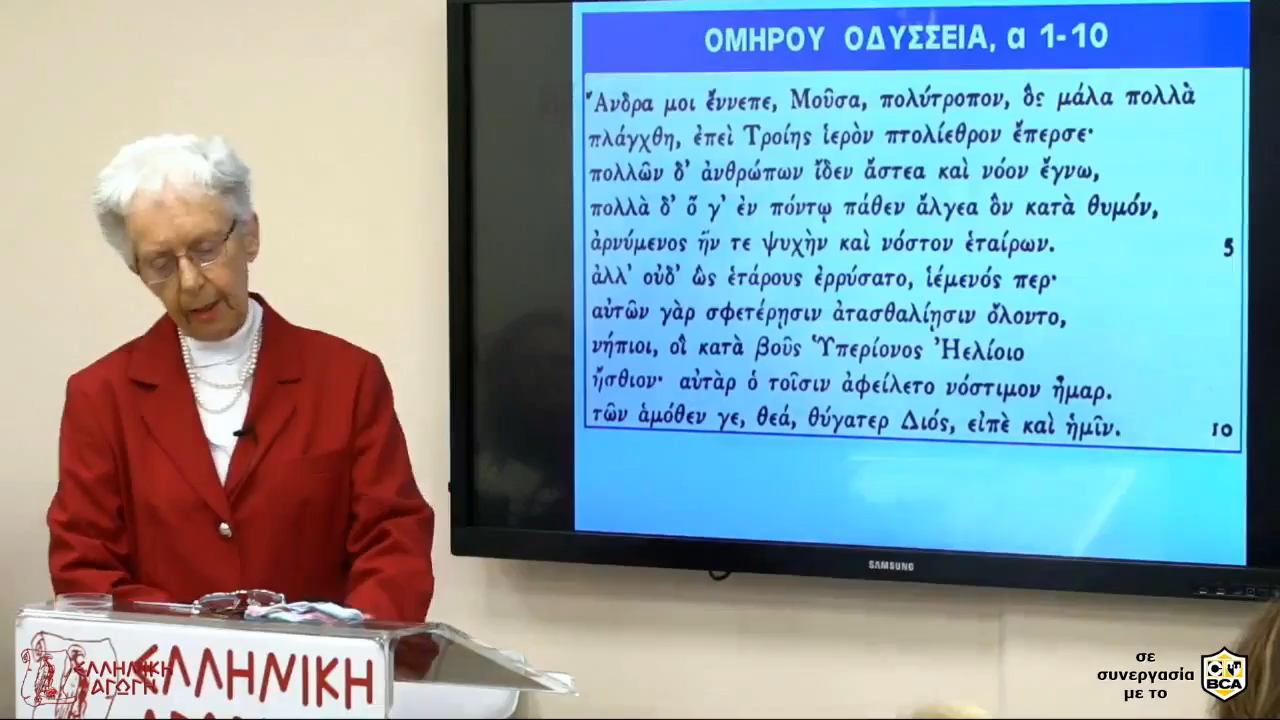 ΟΜΗΡΟΥ ΟΔΥΣΣΕΙΑ, α 1-10
Ἄνδρα μοι ἔννεπε, Μοῦσα, πολύτροπον, ὃς μάλα πολλὰ
πλάγχθη, ἐπεὶ Τροίης ἱερὸν πτολίεθρον ἔπερσε·
πολλῶν δ' ἀνθρώπων ἴδεν ἄστεα καὶ νόον ἔγνω,
πολλὰ δ' ὅ γ' ἐν πόντῳ πάθεν ἄλγεα ὃν κατὰ θυμόν,
ἀρνύμενος ἥν τε ψυχὴν καὶ νόστον ἑταίρων. 5
ἀλλ' οὐδ' ὧς ἑτάρους ἐρρύσατο, ἱέμενός περ·
αὐτῶν γὰρ σφετέρῃσιν ἀτασθαλίῃσιν ὄλοντο,
νήπιοι, οἳ κατὰ βοῦς Ὑπερίονος Ἠελίοιο
ἤσθιον· αὐτὰρ ὁ τοῖσιν ἀφείλετο νόστιμον ἦμαρ.
τῶν ἁμόθεν γε, θεά, θύγατερ Διός, εἰπὲ καὶ ἡμῖν. 10
SAMSUNG
ΕΛΛΗΝΙΚΗ
ΕΛΛΗΝΙΚΗ
ΑΓΩΓΗ
σε
συνεργασία
με το
BCA